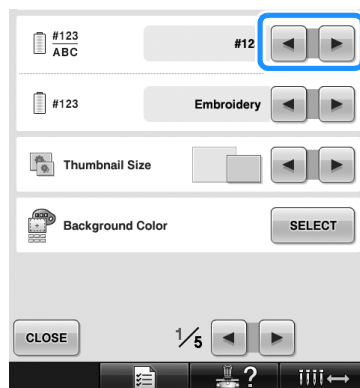 #123
ABC
#12
#123
Embroidery
Thumbnail Size
Background Color
SELECT
CLOSE
1/5
?